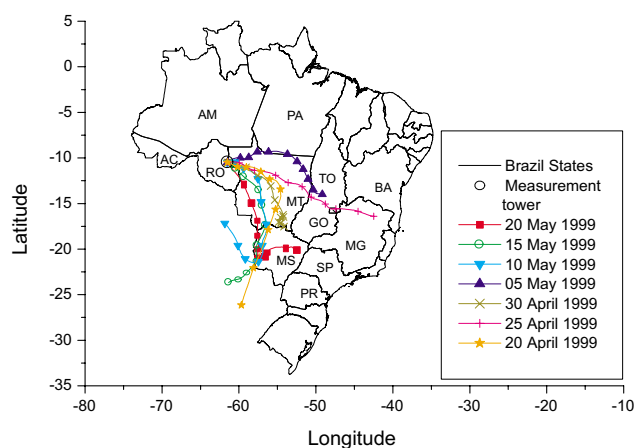 5
0
-5
-10
-15
-20
-25
-30
-35
-80
-70
-60
-50
-40
-30
-20
-10
Latitude
Longitude
AM
PA
AC
RO
TO
MT
BA
GO
MG
MS
SP
PR
Brazil States
Measurement
tower
20 May 1999
15 May 1999
10 May 1999
05 May 1999
30 April 1999
25 April 1999
20 April 1999